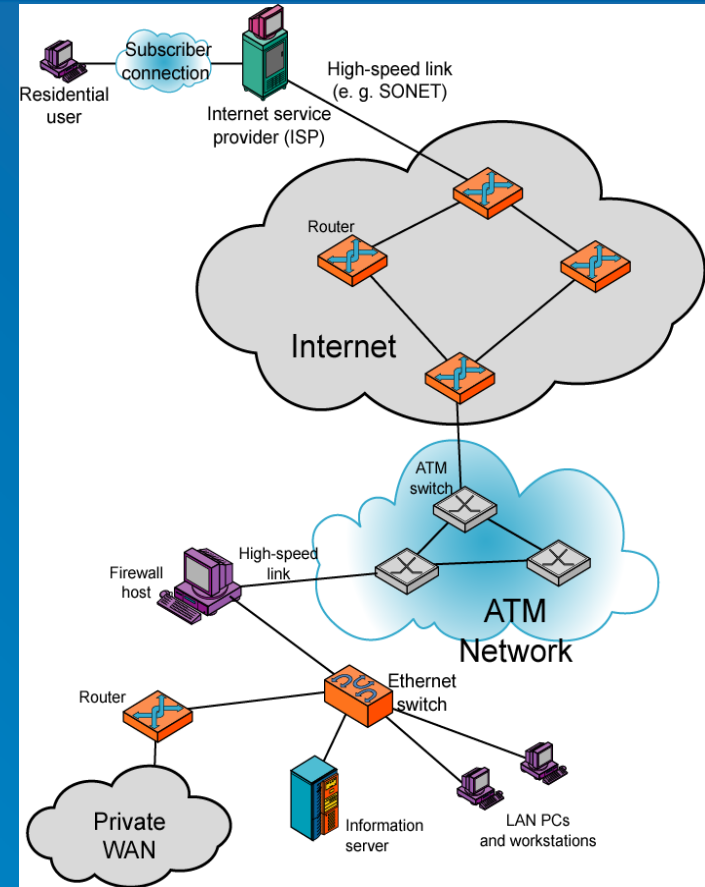 Subscriber
connection
Residential
user
Internet service
provider (ISP)
High-speed link
(e. g. SONET)
Router
Internet
ATM
switch
High-speed
link
Firewall
host
ATM
Network
Ethernet
switch
Router
Private
WAN
Information
server
LAN PCs
and workstations